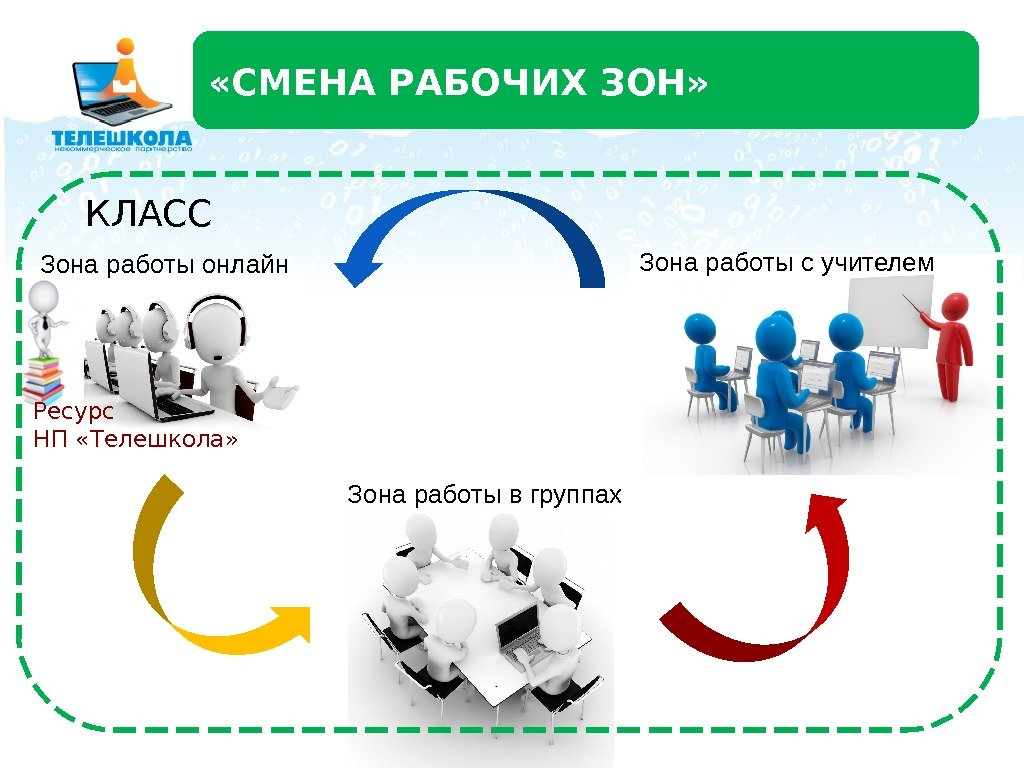 «СМЕНА РАБОЧИХ ЗОН»
ТЕЛЕШКОЛА
некоммерческое партнерство
КЛАСС
Зона работы онлайн
Зона работы с учителем
Ресурс
НП «Телешкола»
Зона работы в группах